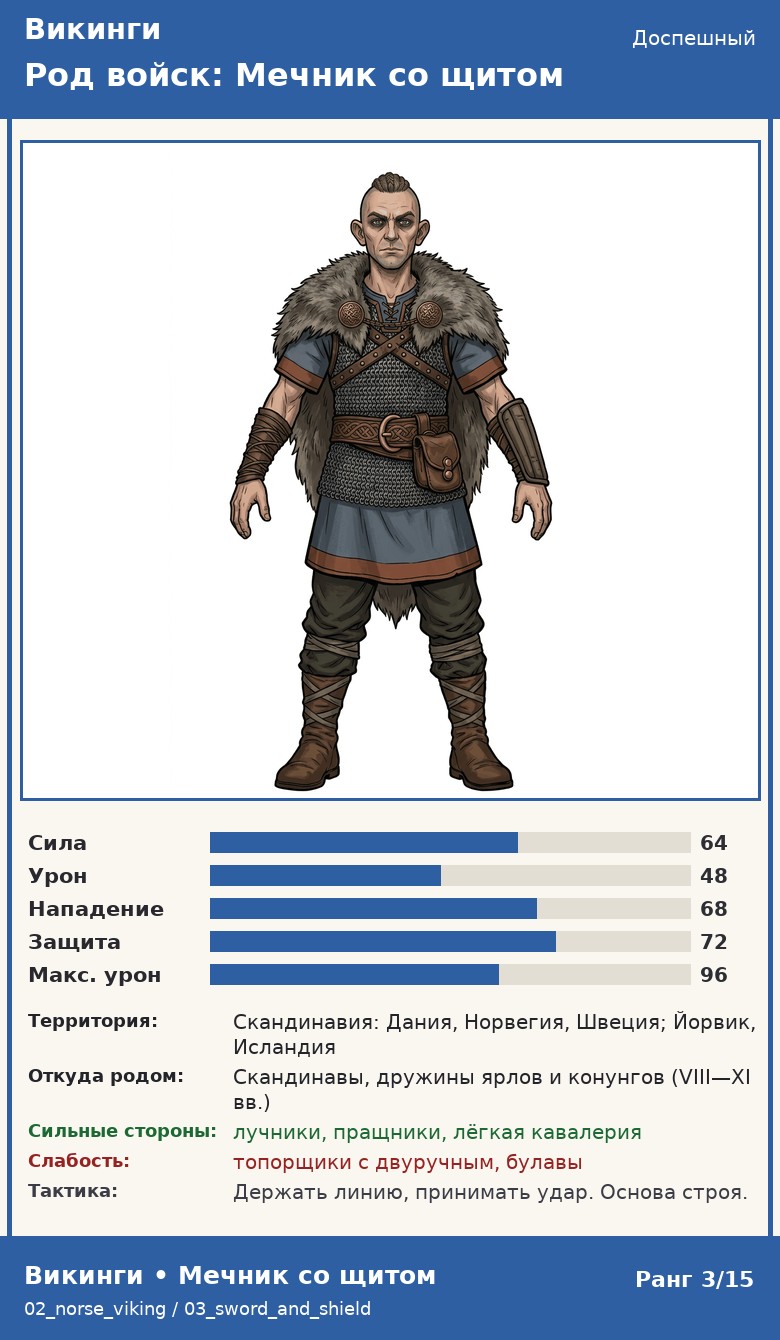 Викинги
Доспешный
Род войск: Мечник со щитом
Сила 64
Урон 48
Нападение 68
Защита 72
Макс. урон 96
Территория: Скандинавия: Дания, Норвегия, Швеция; Йорвик,
Исландия
Откуда родом: Скандинавы, дружины ярлов и конунгов (VIII—XI
вв.)
Сильные стороны: лучники, пращники, лёгкая кавалерия
Слабость: топорщики с двуручным, булавы
Тактика: Держать линию, принимать удар. Основа строя.
Викинги • Мечник со щитом
Ранг 3/15
02_norse_viking / 03_sword_and_shield